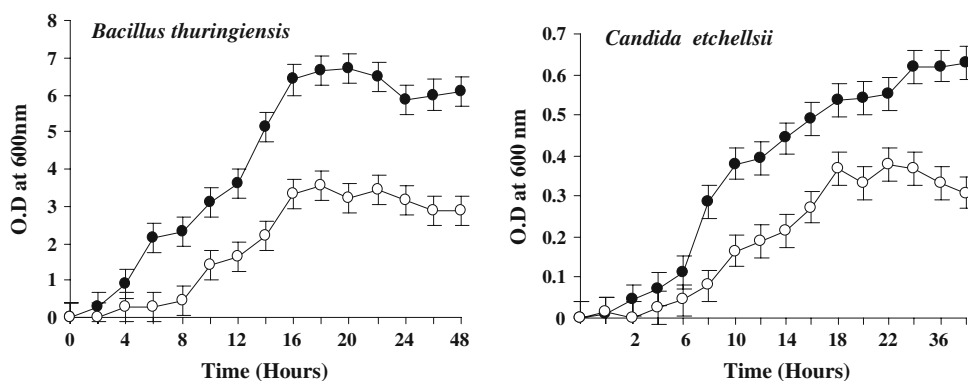 Bacillus thuringiensis
O.D at 600nm
8
7
6
5
4
3
2
1
0
0 4 8 12 16 20 24 48
Time (Hours)
Candida etchellsii
O.D at 600 nm
0.7
0.6
0.5
0.4
0.3
0.2
0.1
0
2 6 10 14 18 22 36
Time (Hours)